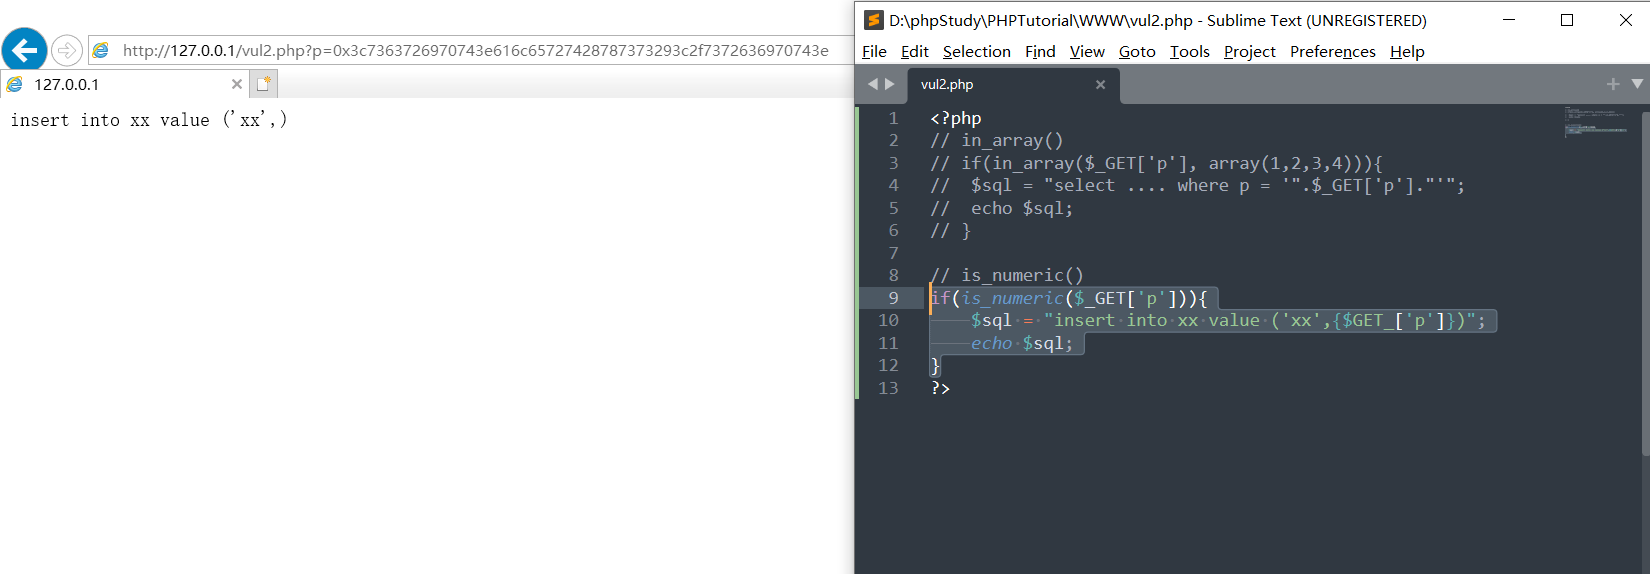 http://127.0.0.1/vul2.php?p=0x3c7363726970743e616c65727428787373293c2f7372636970743e
127.0.0.1
insert into xx value ('xx',)
D:\phpStudy\PHPTutorial\WWW\vul2.php - Sublime Text (UNREGISTERED)
File Edit Selection Find View Goto Tools Project Preferences Help
vul2.php
1 <?php
2 // in_array()
3 // if(in_array($_GET['p'], array(1,2,3,4))){
4 //  $sql = "select .... where p = '".$_GET['p']."'";
5 //  echo $sql;
6 // }
7
8 // is_numeric()
9 if(is_numeric($_GET['p'])){
10     $sql = "insert into xx value ('xx',{$GET_['p']})";
11     echo $sql;
12 }
13 ?>